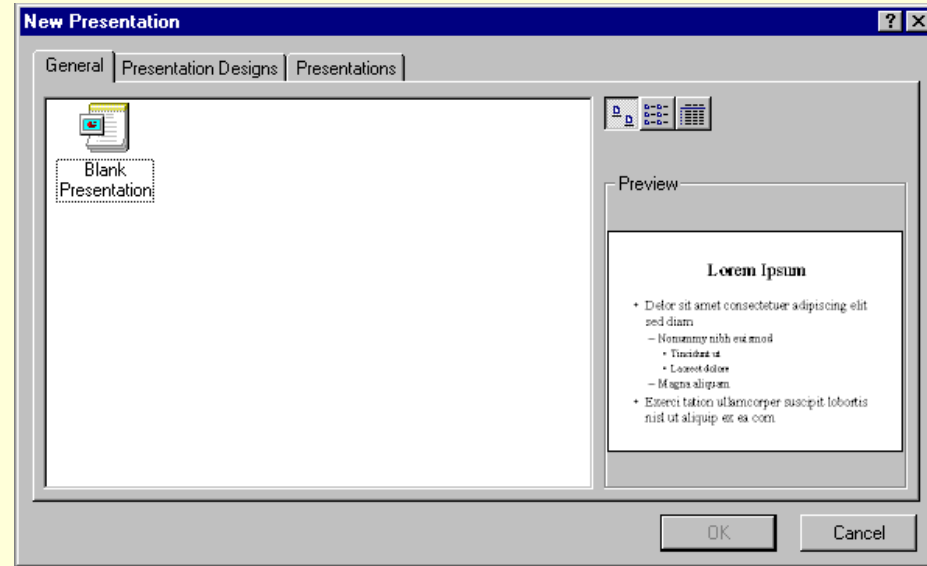 New Presentation
General Presentation Designs Presentations
Blank
Presentation
Preview
Lorem Ipsum
Delor sit amet consectetuer adipiscing elit
sed diam
– Nonummy nibh euismod
• Tincidunt ut
• Laoreet dolore
– Magna aliquam
Exerci tation ullamcorper suscipit lobortis
nisl ut aliquip ex ea com
OK Cancel